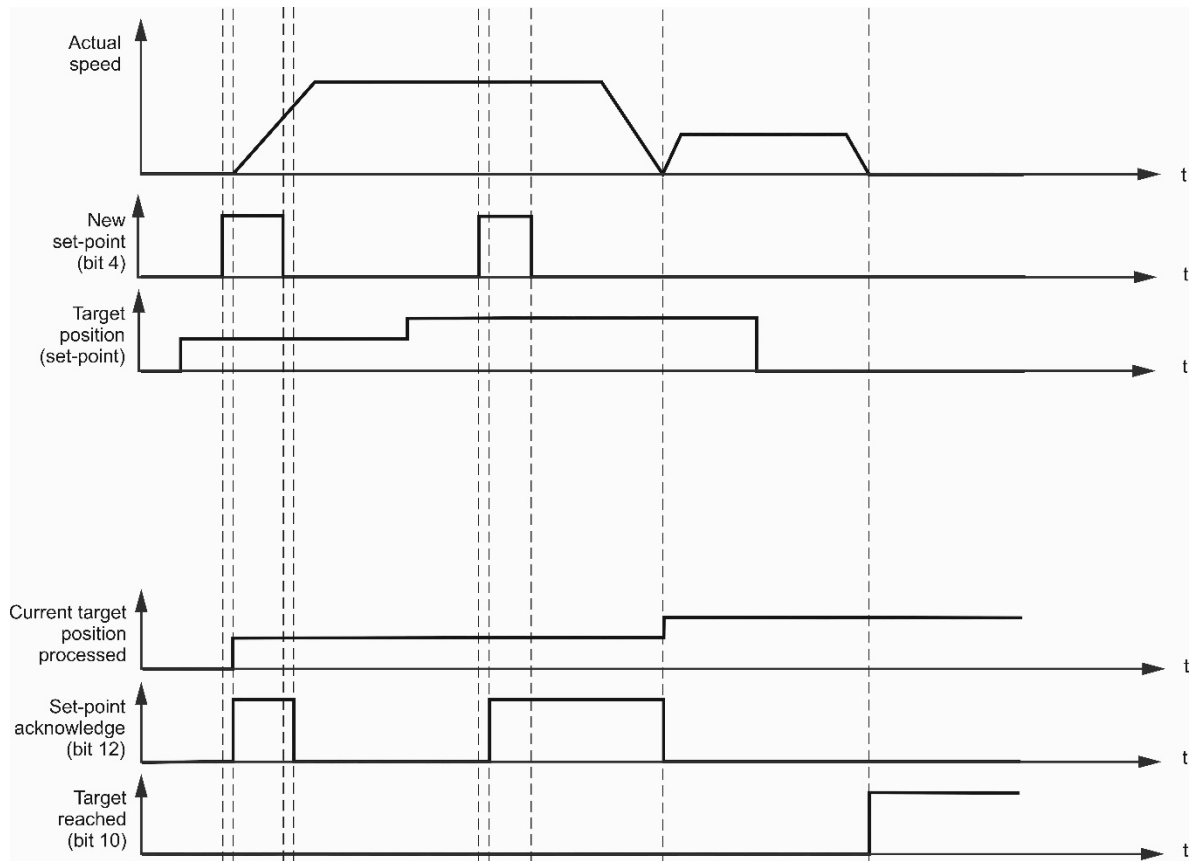 Actual
speed
t
New
set-point
(bit 4)
t
Target
position
(set-point)
t
Current target
position
processed
t
Set-point
acknowledge
(bit 12)
t
Target
reached
(bit 10)
t